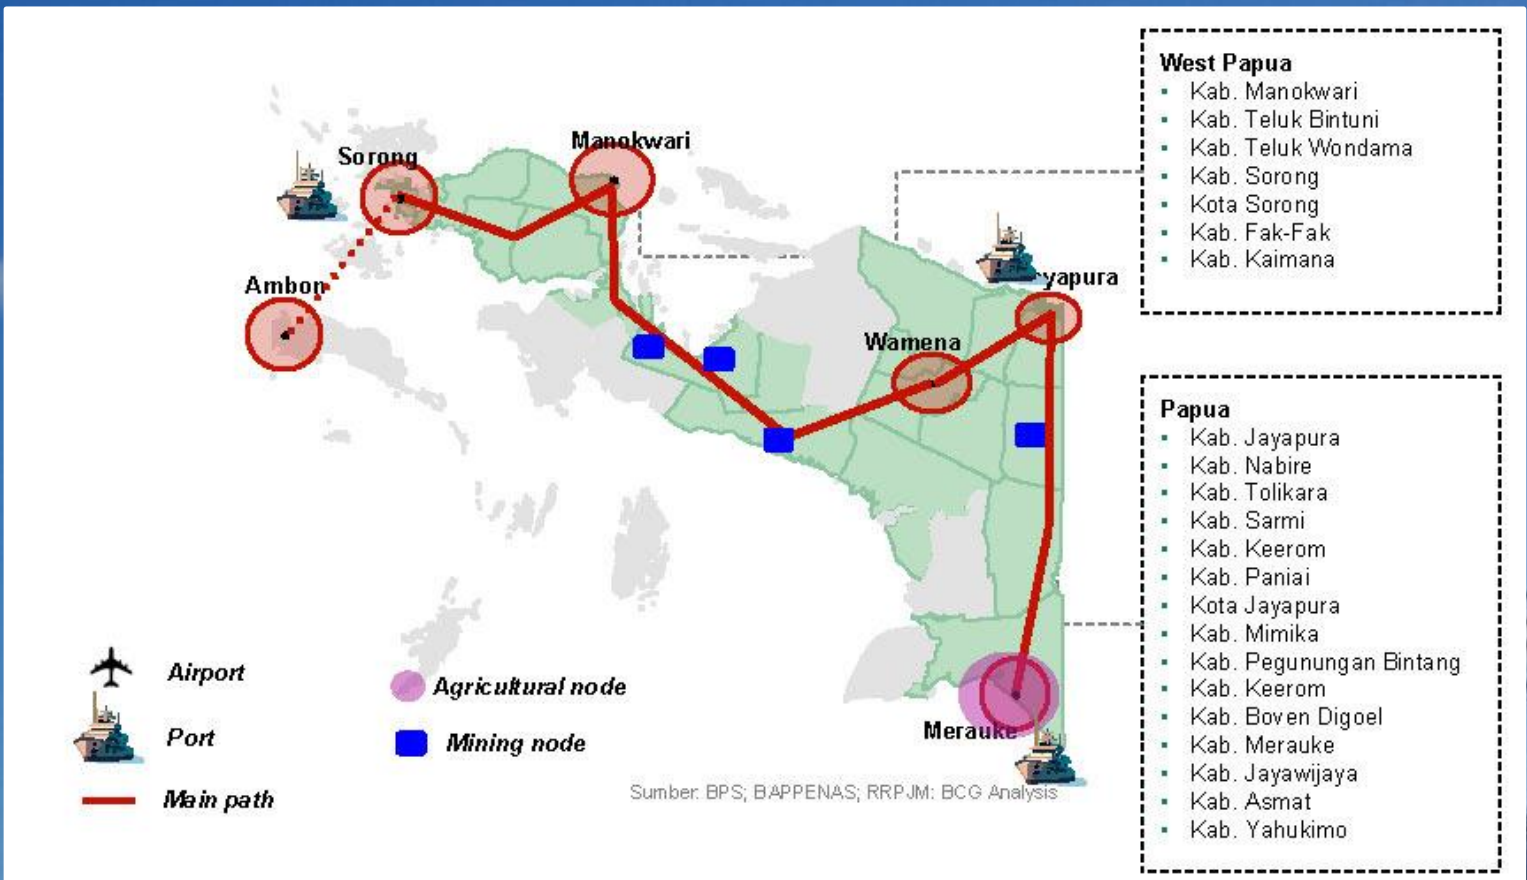 Sorong
Manokwari
Ambon
yapura
Wamena
Merauke
Airport
Port
Main path
Agricultural node
Mining node
Sumber: BPS; BAPPENAS; RRPJM: BCG Analysis
West Papua
Kab. Manokwari
Kab. Teluk Bintuni
Kab. Teluk Wondama
Kab. Sorong
Kota Sorong
Kab. Fak-Fak
Kab. Kaimana
Papua
Kab. Jayapura
Kab. Nabire
Kab. Tolikara
Kab. Sarmi
Kab. Keerom
Kab. Paniai
Kota Jayapura
Kab. Mimika
Kab. Pegunungan Bintang
Kab. Keerom
Kab. Boven Digoel
Kab. Merauke
Kab. Jayawijaya
Kab. Asmat
Kab. Yahukimo